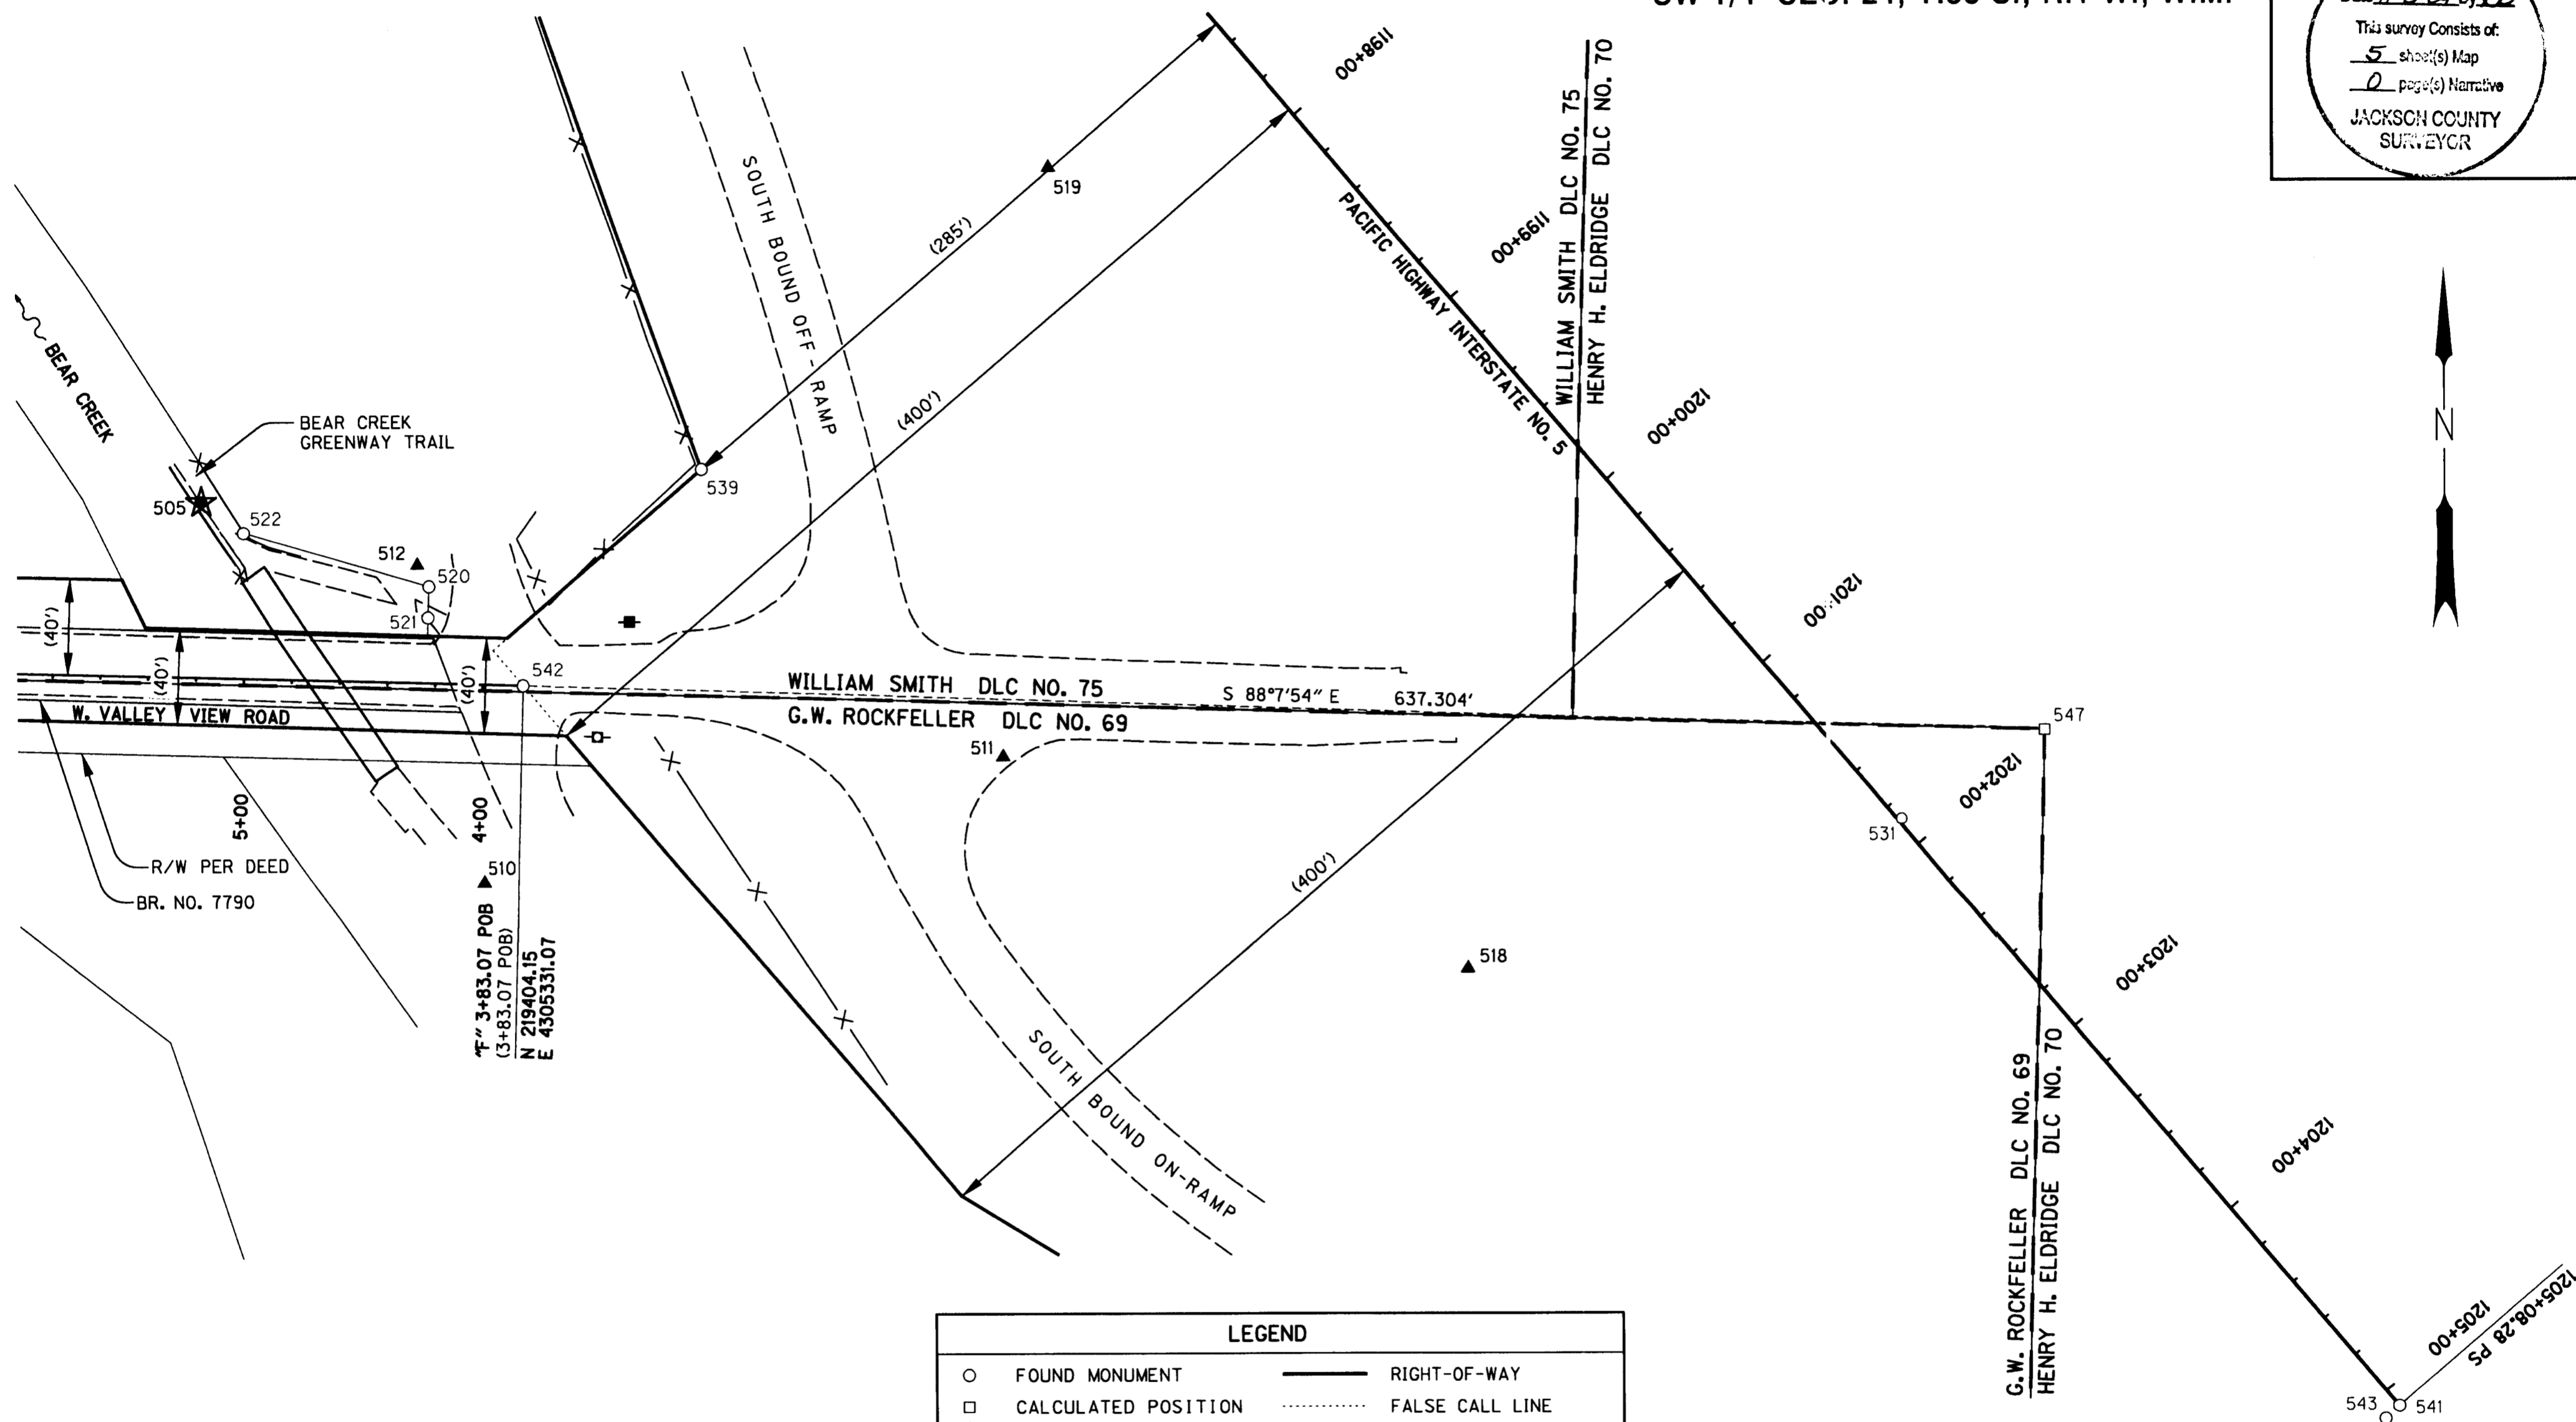 This survey Consists of:
5 sheet(s) Map
0 page(s) Narrative
JACKSON COUNTY
SURVEYOR
1198+00
1199+00
1200+00
1201+00
1202+00
1203+00
1204+00
1205+00
1205+08.28 PS
WILLIAM SMITH DLC NO. 75
HENRY H. ELDRIDGE DLC NO. 70
PACIFIC HIGHWAY INTERSTATE NO. 5
SOUTH BOUND OFF-RAMP
519
(285')
(400')
N
BEAR CREEK
BEAR CREEK
GREENWAY TRAIL
505
522
539
512
520
521
(40')
(40')
(40')
542
WILLIAM SMITH DLC NO. 75
S 88°7'54" E 637.304'
G.W. ROCKFELLER DLC NO. 69
W. VALLEY VIEW ROAD
547
511
531
5+00
4+00
R/W PER DEED
BR. NO. 7790
510
"F" 3+83.07 POB
(3+83.07 POB)
N 219404.15
E 4305331.07
(400')
518
SOUTH BOUND ON-RAMP
G.W. ROCKFELLER DLC NO. 69
HENRY H. ELDRIDGE DLC NO. 70
543
541
LEGEND
FOUND MONUMENT
RIGHT-OF-WAY
CALCULATED POSITION
FALSE CALL LINE